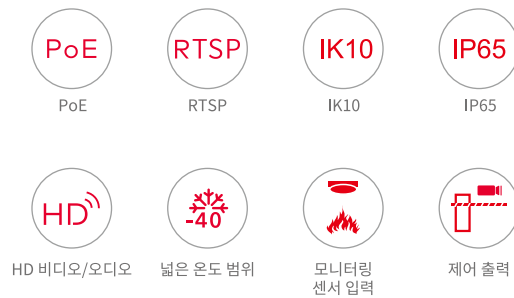 PoE
RTSP
IK10
IP65
PoE
RTSP
IK10
IP65
HD
-40
HD 비디오/오디오
넓은 온도 범위
모니터링
센서 입력
제어 출력